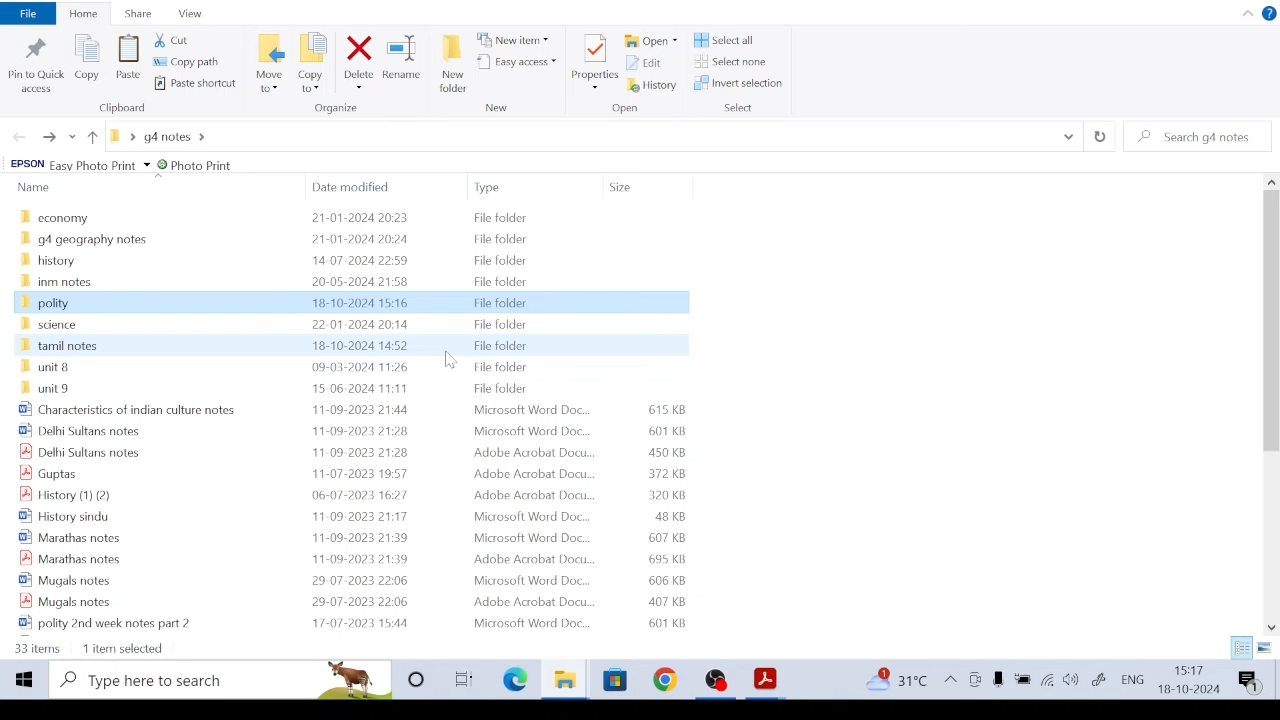 File Home Share View
Pin to Quick access
Copy
Paste
Cut
Copy path
Paste shortcut
Move to
Copy to
Delete
Rename
New folder
New item
Easy access
Properties
Open
Edit
History
Select all
Select none
Invert selection
Clipboard Organize New Open Select
g4 notes
Search g4 notes
EPSON Easy Photo Print Photo Print
Name Date modified Type Size
economy 21-01-2024 20:23 File folder
g4 geography notes 21-01-2024 20:24 File folder
history 14-07-2024 22:59 File folder
inm notes 20-05-2024 21:58 File folder
polity 18-10-2024 15:16 File folder
science 22-01-2024 20:14 File folder
tamil notes 18-10-2024 14:52 File folder
unit 8 09-03-2024 11:26 File folder
unit 9 15-06-2024 11:11 File folder
Characteristics of indian culture notes 11-09-2023 21:44 Microsoft Word Doc... 615 KB
Delhi Sultans notes 11-09-2023 21:28 Microsoft Word Doc... 601 KB
Delhi Sultans notes 11-09-2023 21:28 Adobe Acrobat Docu... 450 KB
Guptas 11-07-2023 19:57 Adobe Acrobat Docu... 372 KB
History (1) (2) 06-07-2023 16:27 Adobe Acrobat Docu... 320 KB
History sindu 11-09-2023 21:17 Microsoft Word Doc... 48 KB
Marathas notes 11-09-2023 21:39 Microsoft Word Doc... 607 KB
Marathas notes 11-09-2023 21:39 Adobe Acrobat Docu... 695 KB
Mugals notes 29-07-2023 22:06 Microsoft Word Doc... 606 KB
Mugals notes 29-07-2023 22:06 Adobe Acrobat Docu... 407 KB
polity 2nd week notes part 2 17-07-2023 15:44 Microsoft Word Doc... 601 KB
33 items 1 item selected
Type here to search
1
31°C
ENG
15:17
18-10-2024
1